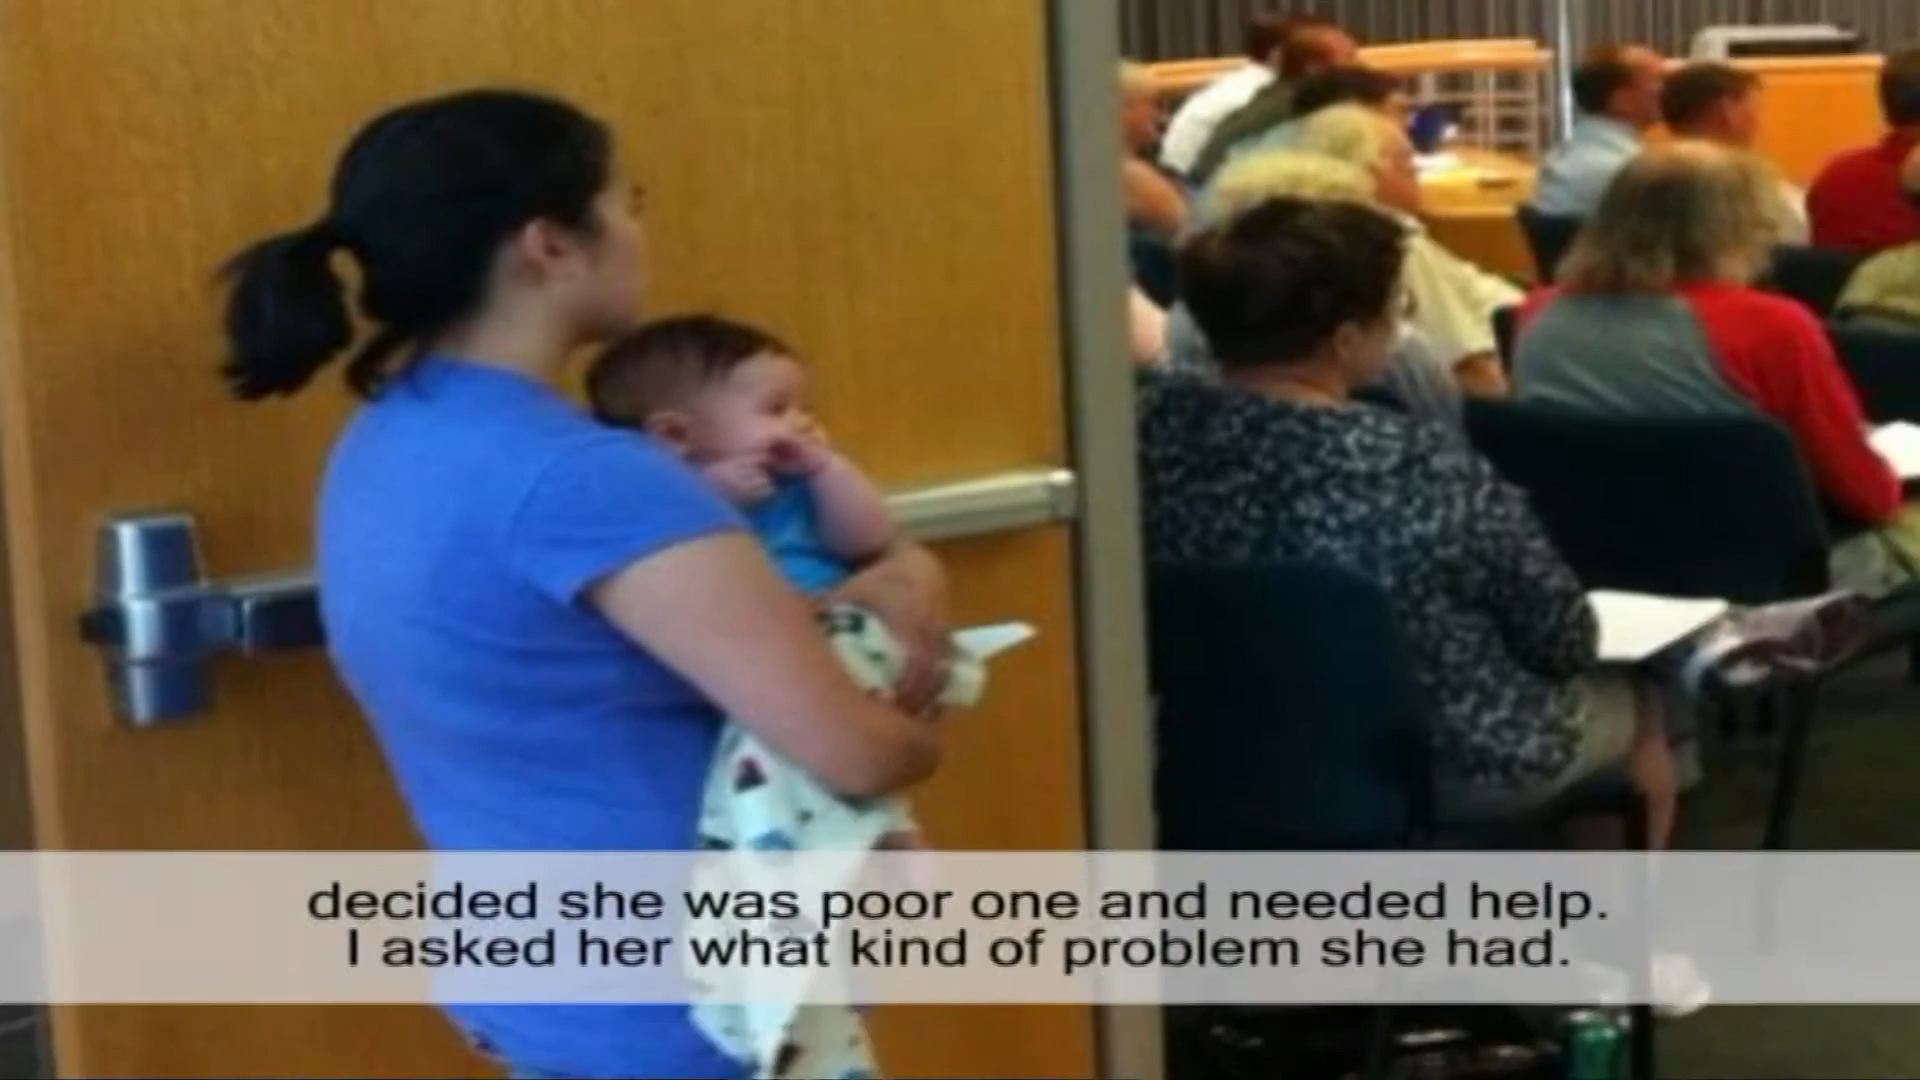 decided she was poor one and needed help.
I asked her what kind of problem she had.